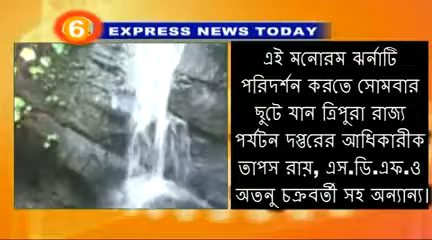 6 EXPRESS NEWS TODAY
এই মনোরম ঝর্নাটি
পরিদর্শন করতে সোমবার
ছুটে যান ত্রিপুরা রাজ্য
পর্যটন দপ্তরের আধিকারীক
তাপস রায়, এস.ডি.এফ.ও
অতনু চক্রবর্তী সহ অন্যান্য।